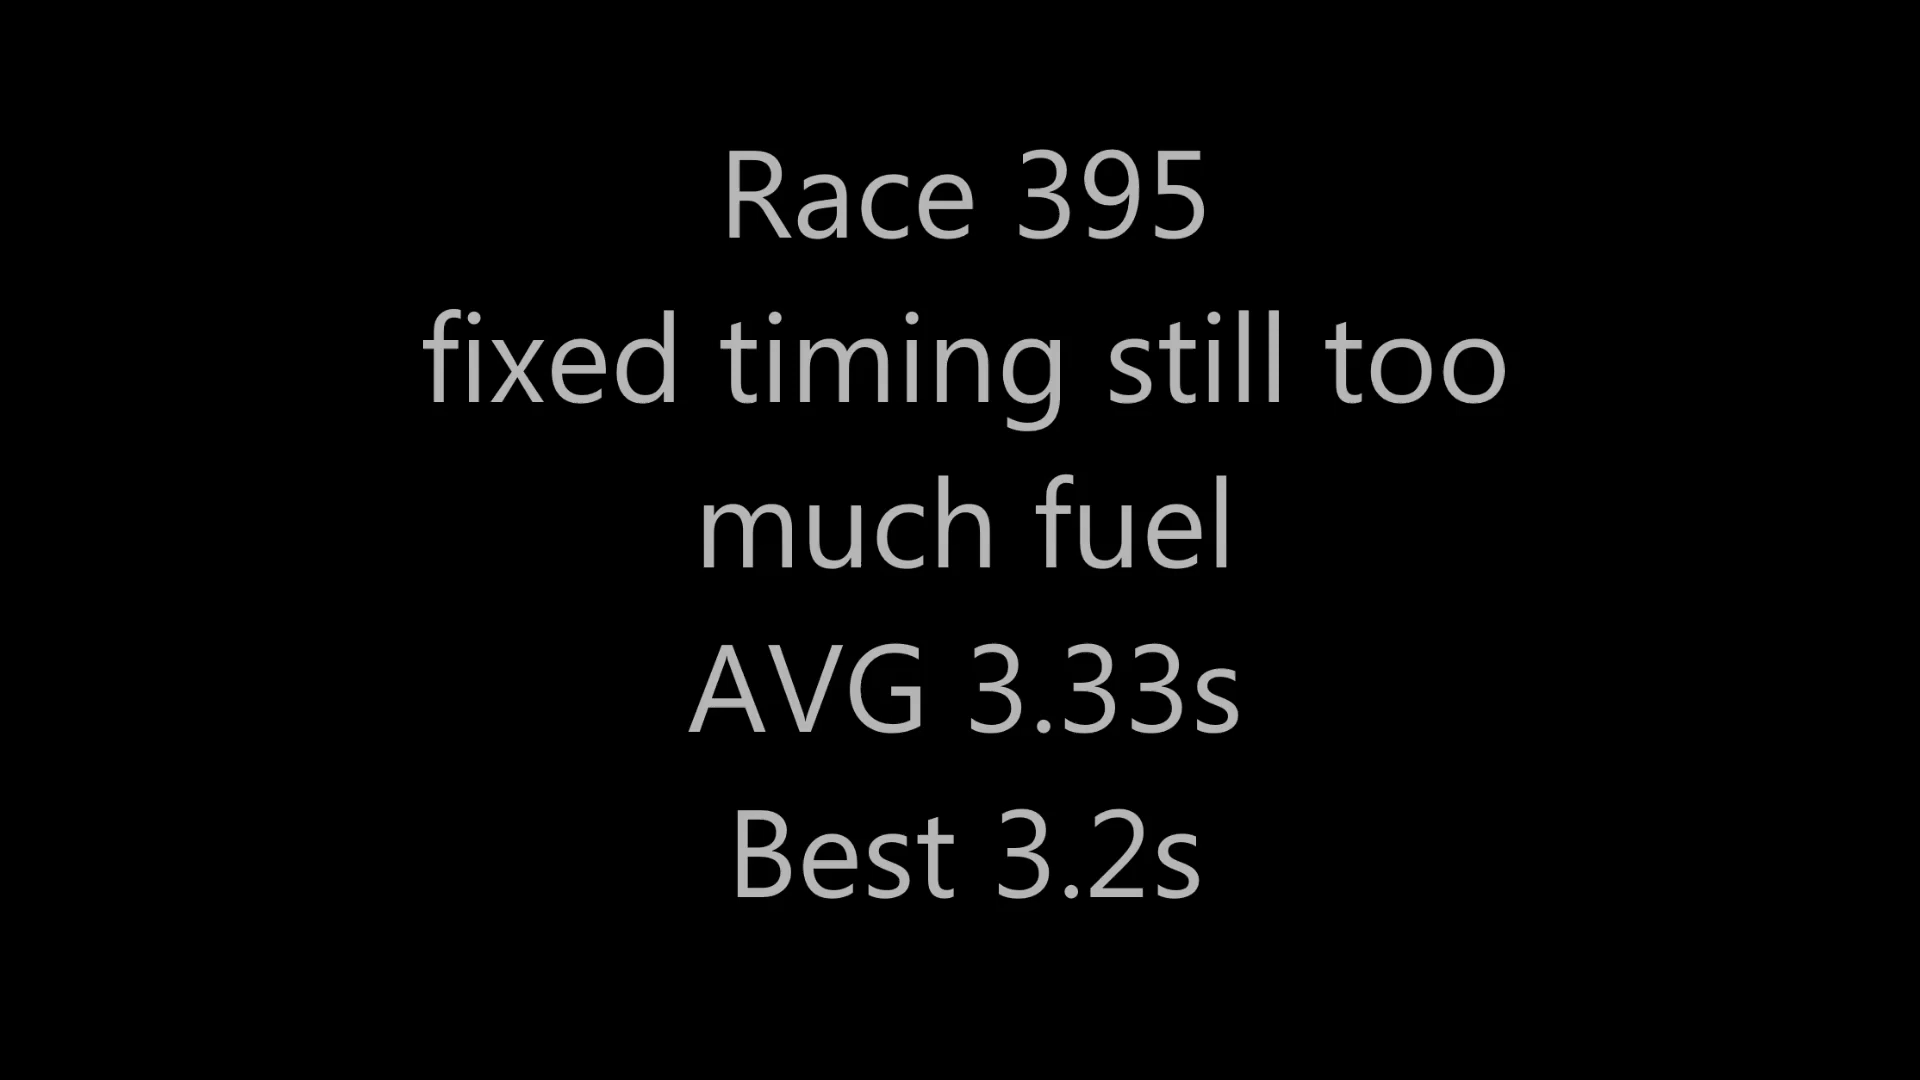 Race 395
fixed timing still too
much fuel
AVG 3.33s
Best 3.2s